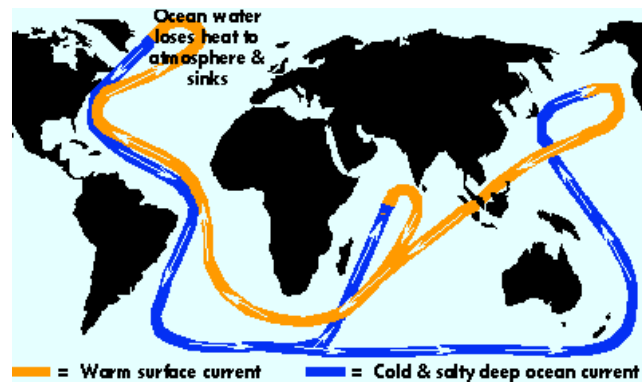 Ocean water
loses heat to
atmosphere &
sinks
= Warm surface current
= Cold & salty deep ocean current